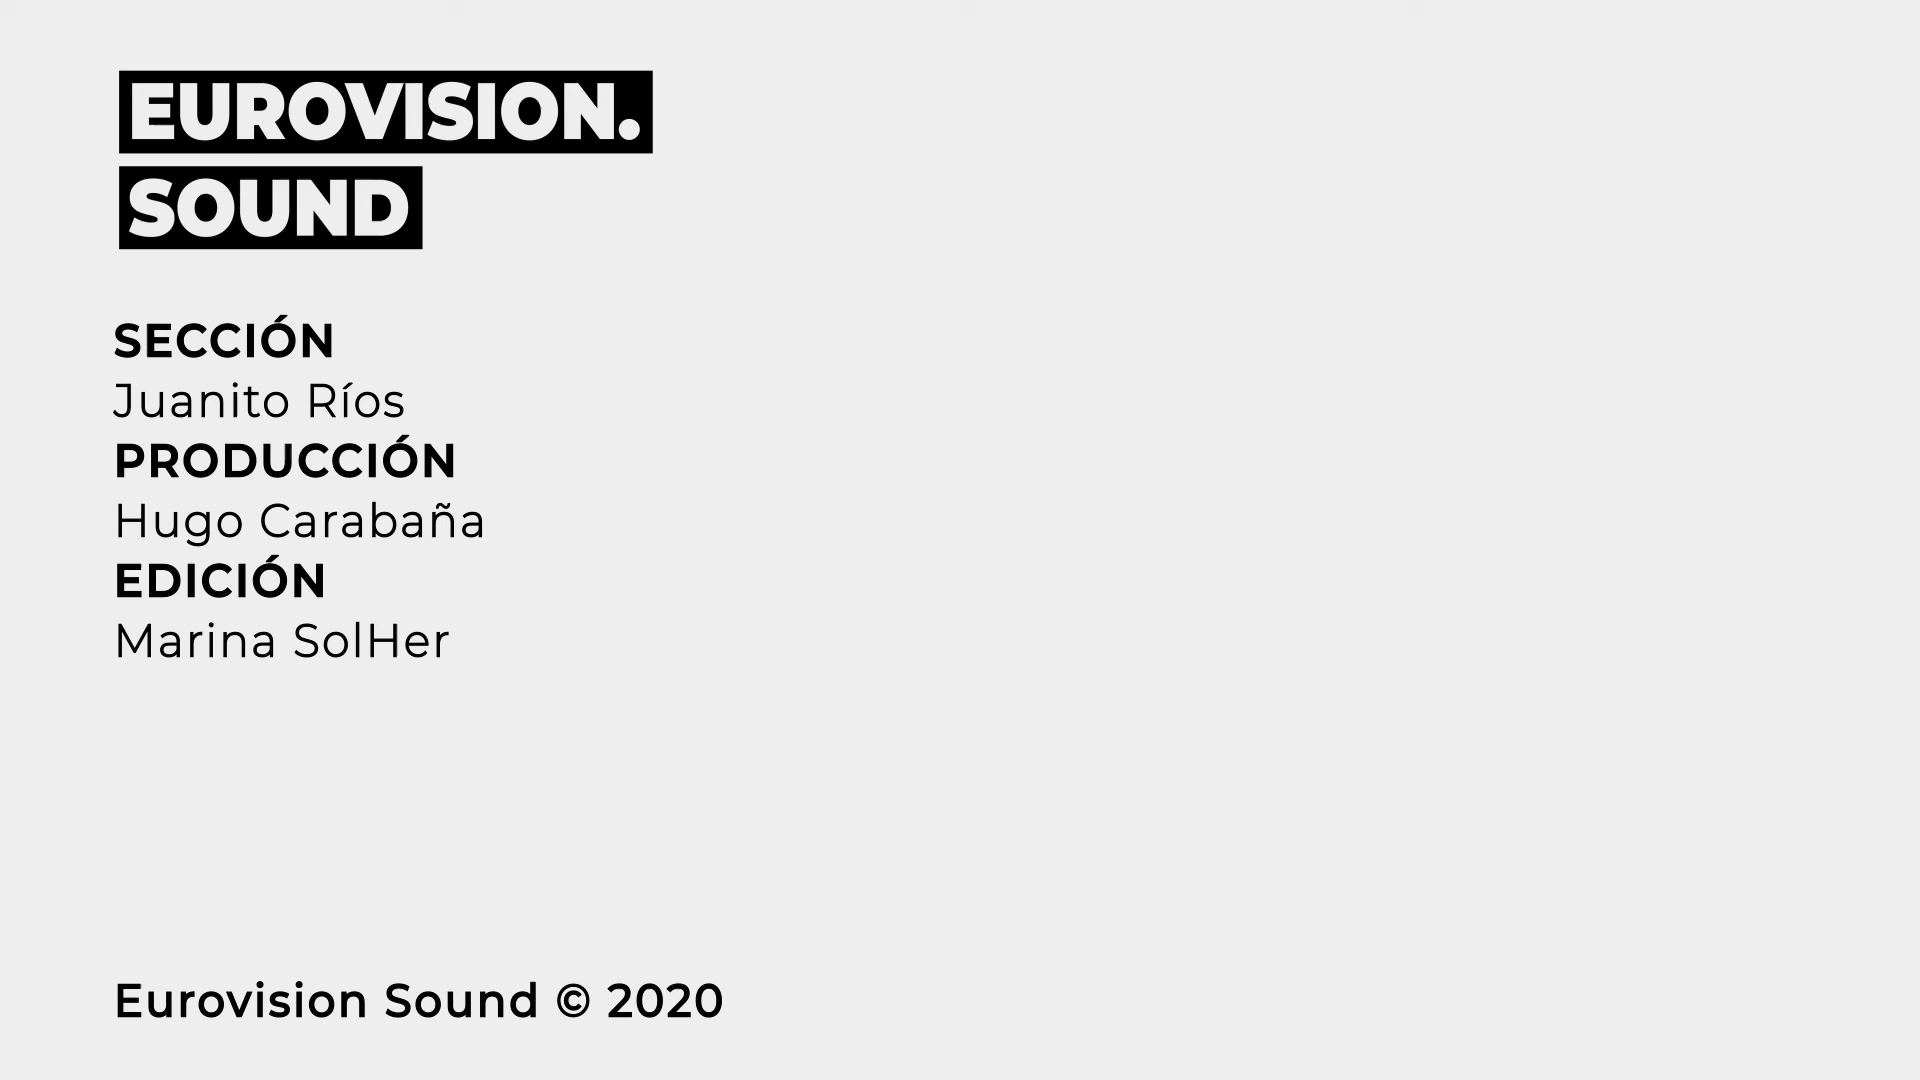 EUROVISION.
SOUND
SECCIÓN
Juanito Ríos
PRODUCCIÓN
Hugo Carabaña
EDICIÓN
Marina SolHer
Eurovision Sound © 2020